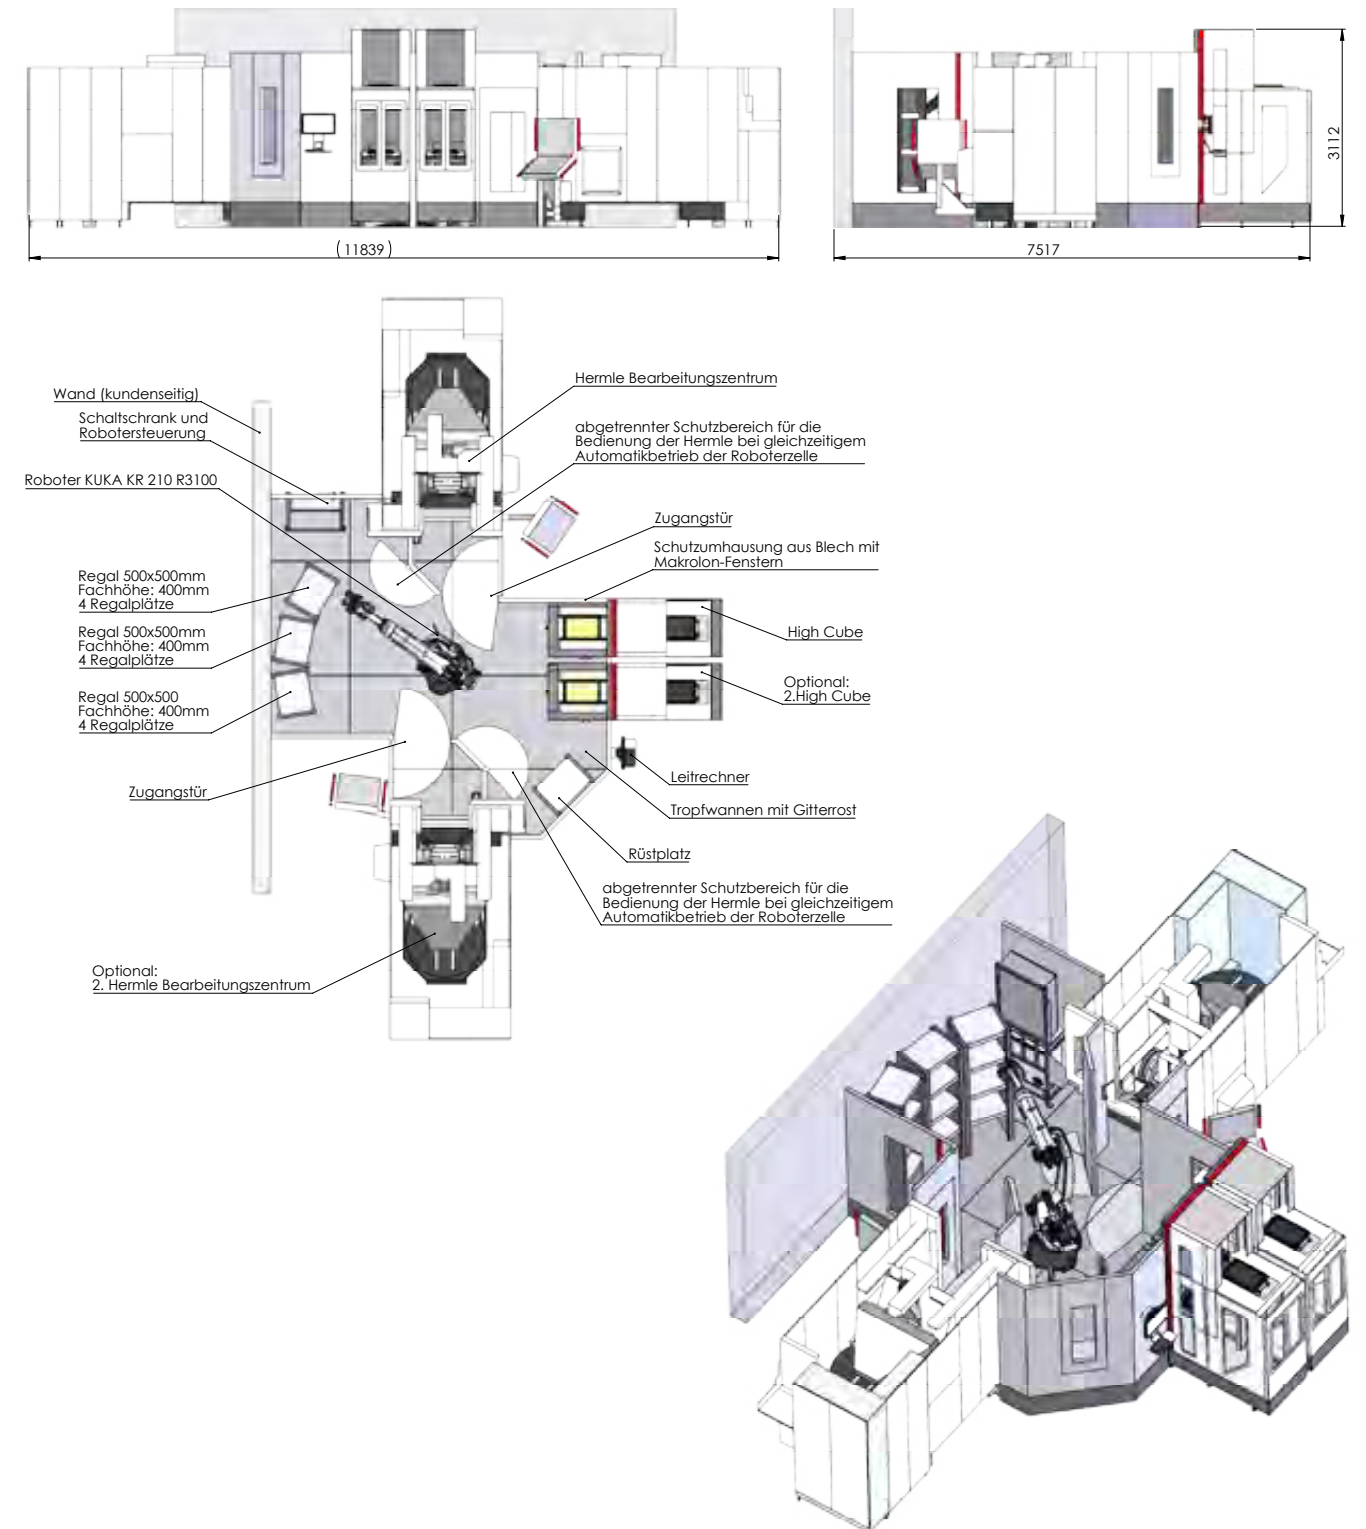 3112
(11839)
7517
Wand (kundenseitig)
Schaltschrank und
Robotersteuerung
Roboter KUKA KR 210 R3100
Hermle Bearbeitungszentrum
abgetrennter Schutzbereich für die
Bedienung der Hermle bei gleichzeitigem
Automatikbetrieb der Roboterzelle
Zugangstür
Schutzumhausung aus Blech mit
Makrolon-Fenstern
Regal 500x500mm
Fachhöhe: 400mm
4 Regalplätze
Regal 500x500mm
Fachhöhe: 400mm
4 Regalplätze
Regal 500x500
Fachhöhe: 400mm
4 Regalplätze
High Cube
Optional:
2.High Cube
Zugangstür
Leitrechner
Tropfwannen mit Gitterrost
Rüstplatz
abgetrennter Schutzbereich für die
Bedienung der Hermle bei gleichzeitigem
Automatikbetrieb der Roboterzelle
Optional:
2. Hermle Bearbeitungszentrum